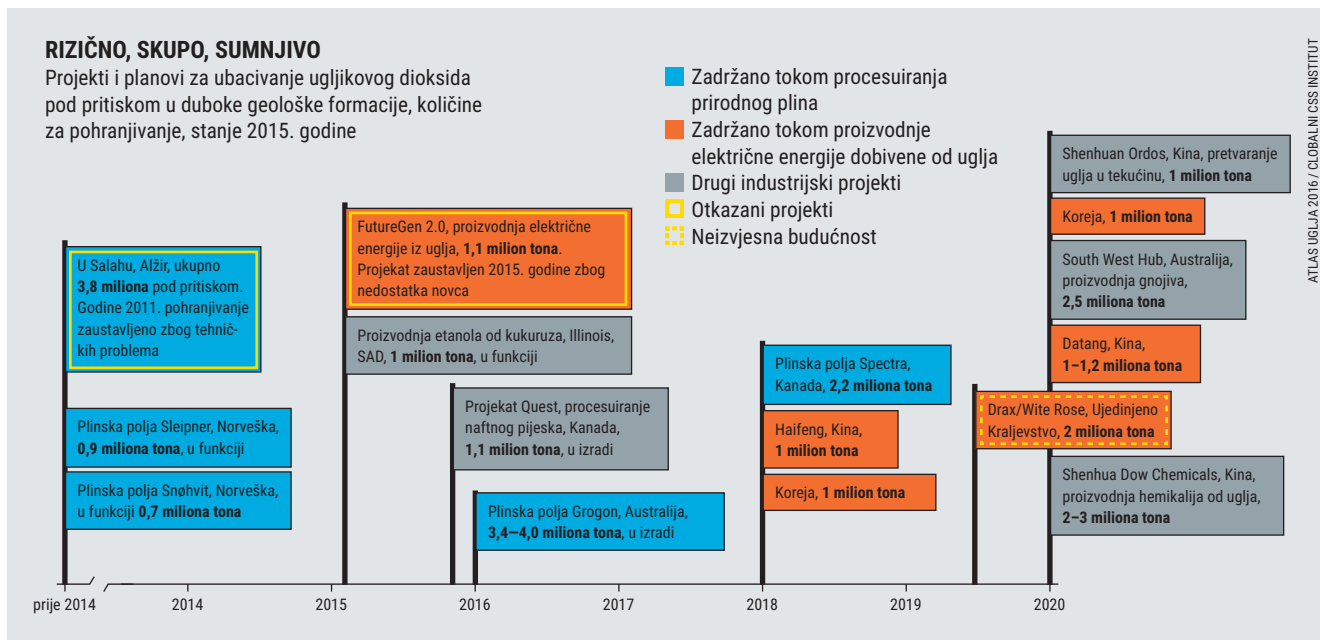 RIZIČNO, SKUPO, SUMNJIVO
Projekti i planovi za ubacivanje ugljikovog dioksida
pod pritiskom u duboke geološke formacije, količine
za pohranjivanje, stanje 2015. godine
Zadržano tokom procesuiranja
prirodnog plina
Zadržano tokom proizvodnje
električne energije dobivene od uglja
Drugi industrijski projekti
Otkazani projekti
Neizvjesna budućnost
ATLAS UGLJA 2016 / CLOBALNI CSS INSTITUT
U Salahu, Alžir, ukupno
3,8 miliona pod pritiskom.
Godine 2011. pohranjivanje
zaustavljeno zbog tehnič-
kih problema
Plinska polja Sleipner, Norveška,
0,9 miliona tona, u funkciji
Plinska polja Snøhvit, Norveška,
u funkciji 0,7 miliona tona
FutureGen 2.0, proizvodnja električne
energije iz uglja, 1,1 milion tona.
Projekat zaustavljen 2015. godine zbog
nedostatka novca
Proizvodnja etanola od kukuruza, Illinois,
SAD, 1 milion tona, u funkciji
Projekat Quest, procesuiranje
naftnog pijeska, Kanada,
1,1 milion tona, u izradi
Plinska polja Grogon, Australija,
3,4–4,0 miliona tona, u izradi
Plinska polja Spectra,
Kanada, 2,2 miliona tona
Haifeng, Kina,
1 milion tona
Koreja, 1 milion tona
Shenhuan Ordos, Kina, pretvaranje
uglja u tekućinu, 1 milion tona
Koreja, 1 milion tona
South West Hub, Australija,
proizvodnja gnojiva,
2,5 miliona tona
Datang, Kina,
1–1,2 miliona tona
Drax/Wite Rose, Ujedinjeno
Kraljevstvo, 2 miliona tona
Shenhua Dow Chemicals, Kina,
proizvodnja hemikalija od uglja,
2–3 miliona tona
prije 2014
2014
2015
2016
2017
2018
2019
2020